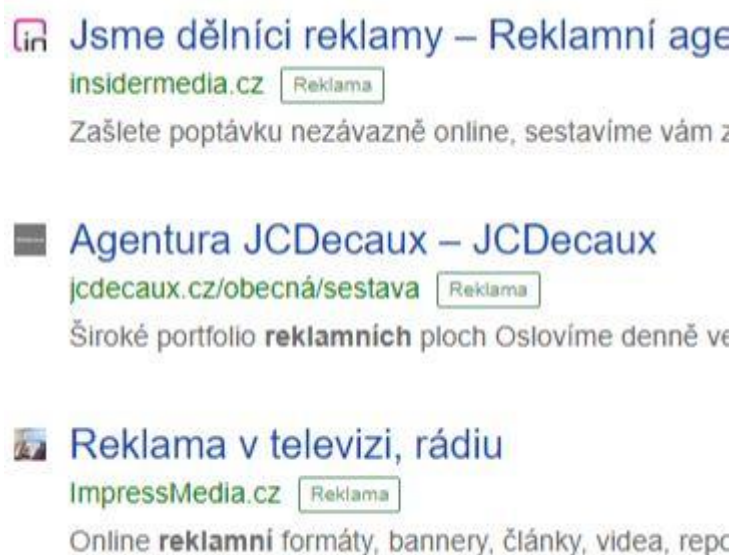 Jsme dělníci reklamy – Reklamní age
insidermedia.cz Reklama
Zašlete poptávku nezávazně online, sestavíme vám z
Agentura JCDecaux – JCDecaux
jcdecaux.cz/obecná/sestava Reklama
Široké portfolio reklamních ploch Oslovíme denně ve
Reklama v televizi, rádiu
ImpressMedia.cz Reklama
Online reklamní formáty, bannery, články, videa, repo